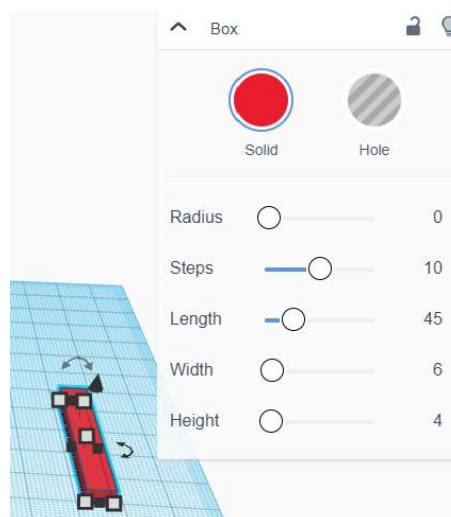 Box
Solid Hole
Radius 0
Steps 10
Length 45
Width 6
Height 4